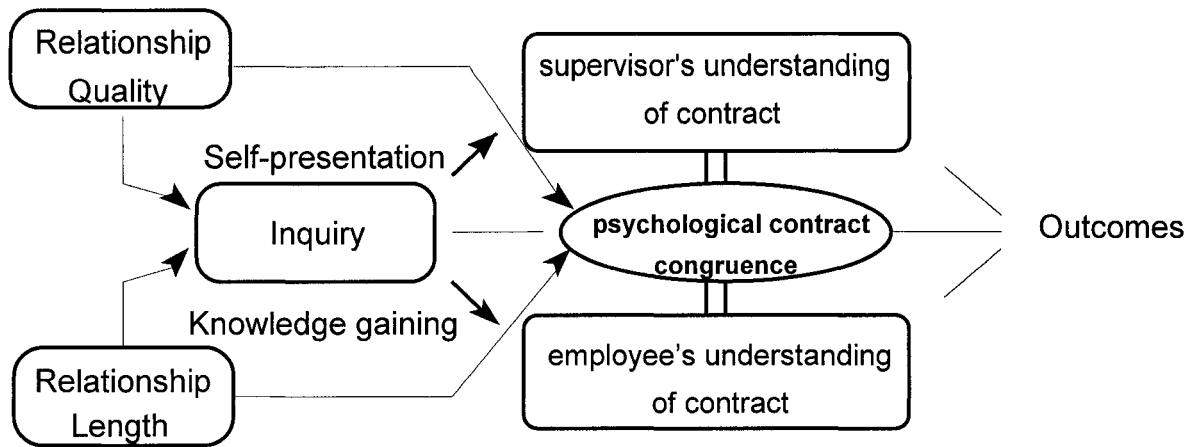 Relationship
Quality
supervisor's understanding
of contract
Self-presentation
Inquiry
psychological contract
congruence
Outcomes
Knowledge gaining
employee's understanding
of contract
Relationship
Length